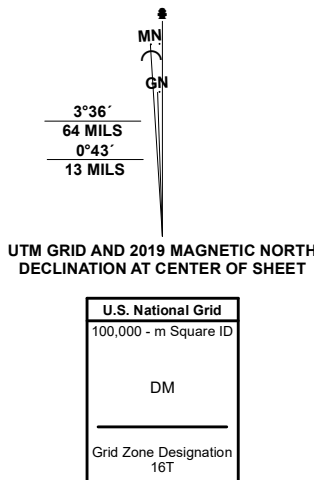 MN
GN
3°36´
64 MILS
0°43´
13 MILS
UTM GRID AND 2019 MAGNETIC NORTH
DECLINATION AT CENTER OF SHEET
U.S. National Grid
100,000 - m Square ID
DM
Grid Zone Designation
16T